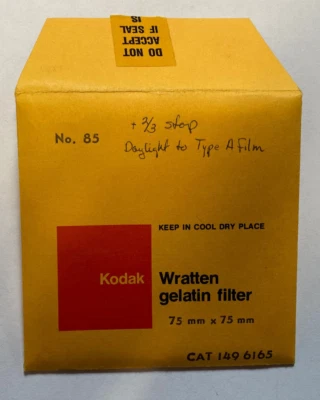 DO NOT
ACCEPT
IF SEAL
IS
+ 2/3 stop
No. 85
Daylight to Type A Film
KEEP IN COOL DRY PLACE
Kodak
Wratten
gelatin filter
75 mm x 75 mm
CAT 149 6165